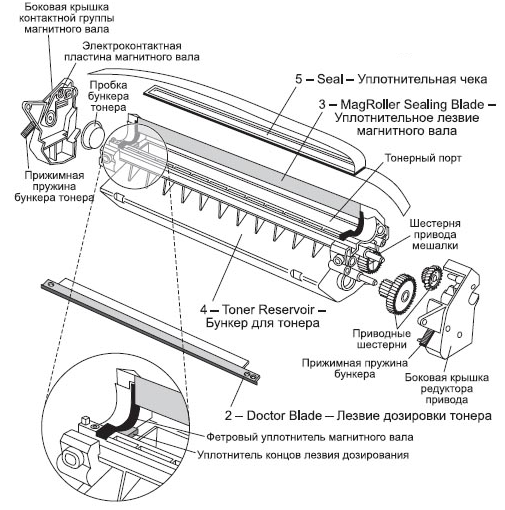 Боковая крышка
контактной группы
магнитного вала
Электроконтактная
пластина магнитного вала
Пробка
бункера
тонера
5 – Seal – Уплотнительная чека
3 – MagRoller Sealing Blade –
Уплотнительное лезвие
магнитного вала
Тонерный порт
Прижимная
пружина
бункера тонера
Шестерня
привода
мешалки
4 – Toner Reservoir –
Бункер для тонера
Приводные
шестерни
Прижимная пружина
бункера
Боковая крышка
редуктора
привода
2 – Doctor Blade – Лезвие дозировки тонера
Фетровый уплотнитель магнитного вала
Уплотнитель концов лезвия дозирования